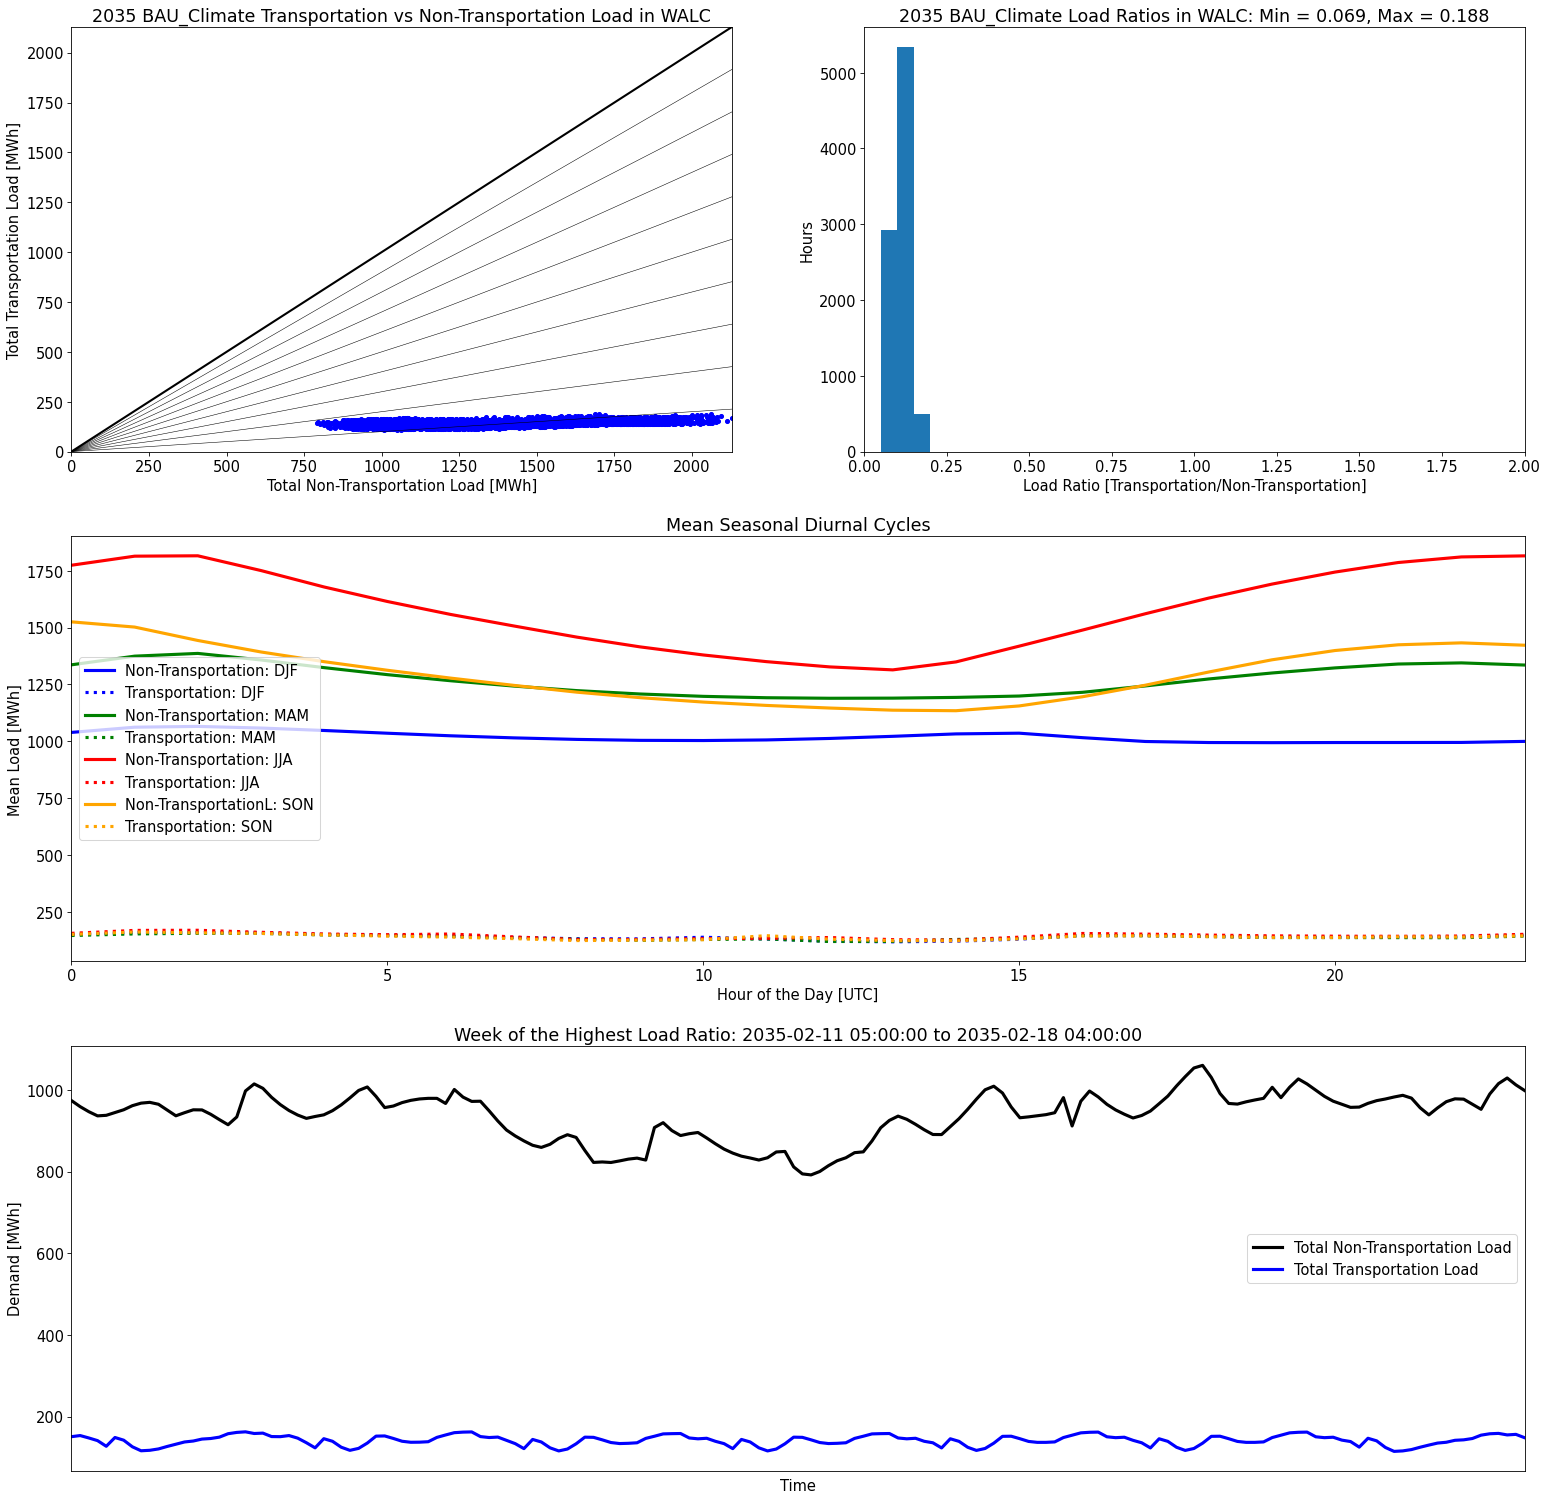 2035 BAU_Climate Transportation vs Non-Transportation Load in WALC
Total Transportation Load [MWh]
2000
1750
1500
1250
1000
750
500
250
0
0 250 500 750 1000 1250 1500 1750 2000
Total Non-Transportation Load [MWh]
2035 BAU_Climate Load Ratios in WALC: Min = 0.069, Max = 0.188
Hours
5000
4000
3000
2000
1000
0
0.00 0.25 0.50 0.75 1.00 1.25 1.50 1.75 2.00
Load Ratio [Transportation/Non-Transportation]
Mean Seasonal Diurnal Cycles
Mean Load [MWh]
1750
1500
1250
1000
750
500
250
Non-Transportation: DJF
Transportation: DJF
Non-Transportation: MAM
Transportation: MAM
Non-Transportation: JJA
Transportation: JJA
Non-TransportationL: SON
Transportation: SON
0 5 10 15 20
Hour of the Day [UTC]
Week of the Highest Load Ratio: 2035-02-11 05:00:00 to 2035-02-18 04:00:00
Demand [MWh]
1000
800
600
400
200
Total Non-Transportation Load
Total Transportation Load
Time